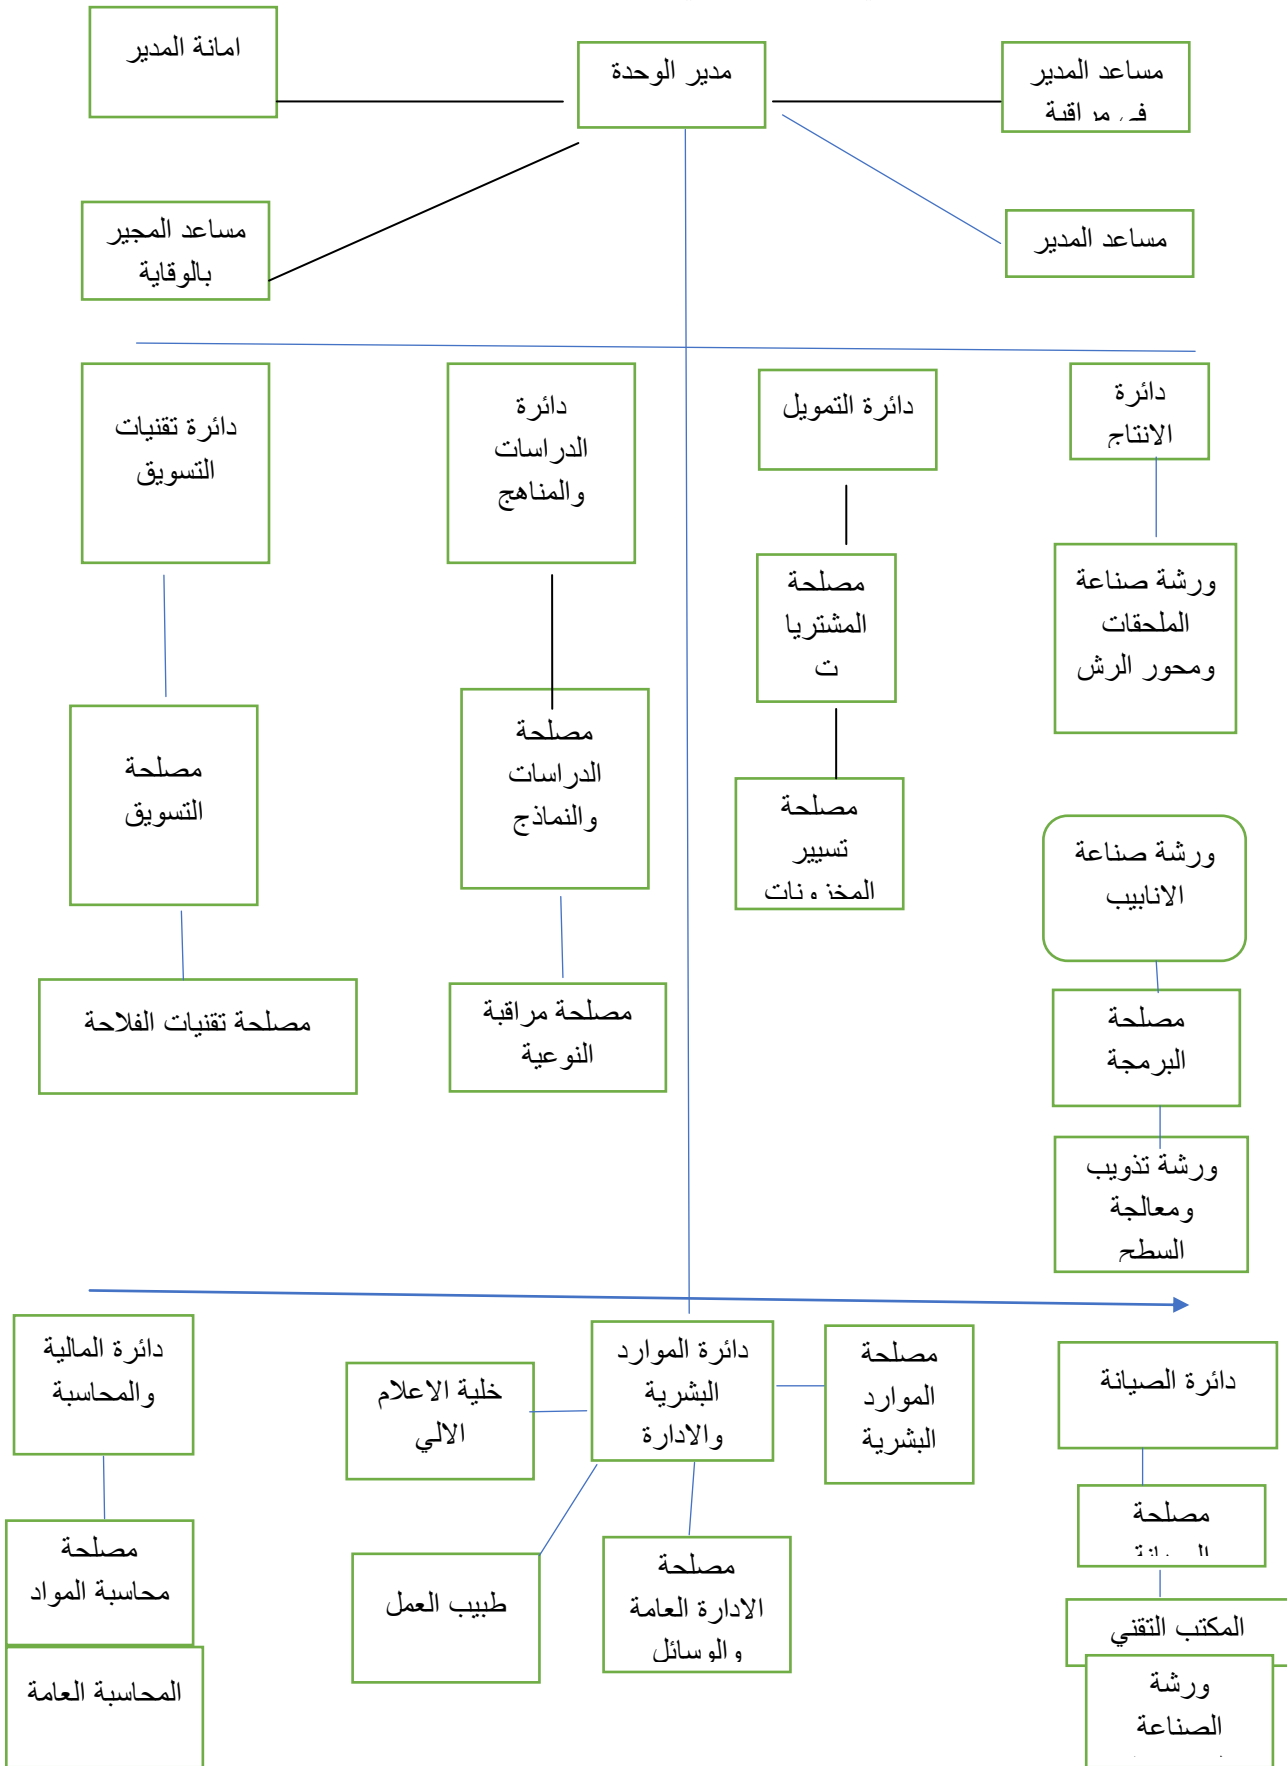 امانة المدير
مدير الوحدة
مساعد المدير
في مراقبة
مساعد المجير
بالوقاية
مساعد المدير
دائرة
الانتاج
دائرة التمويل
دائرة
الدراسات
والمناهج
دائرة تقنيات
التسويق
ورشة صناعة
الملحقات
ومحور الرش
مصلحة
المشتريا
ت
مصلحة
الدراسات
والنماذج
مصلحة
التسويق
مصلحة
تسيير
المخزونات
ورشة صناعة
الانابيب
مصلحة
البرمجة
مصلحة مراقبة
النوعية
مصلحة تقنيات الفلاحة
ورشة تذويب
ومعالجة
السطح
دائرة الصيانة
مصلحة
الموارد
البشرية
دائرة الموارد
البشرية
والادارة
خلية الاعلام
الالي
دائرة المالية
والمحاسبة
مصلحة
المكتب التقني
ورشة
الصناعة
مصلحة
الادارة العامة
والوسائل
طبيب العمل
مصلحة
محاسبة المواد
المحاسبة العامة